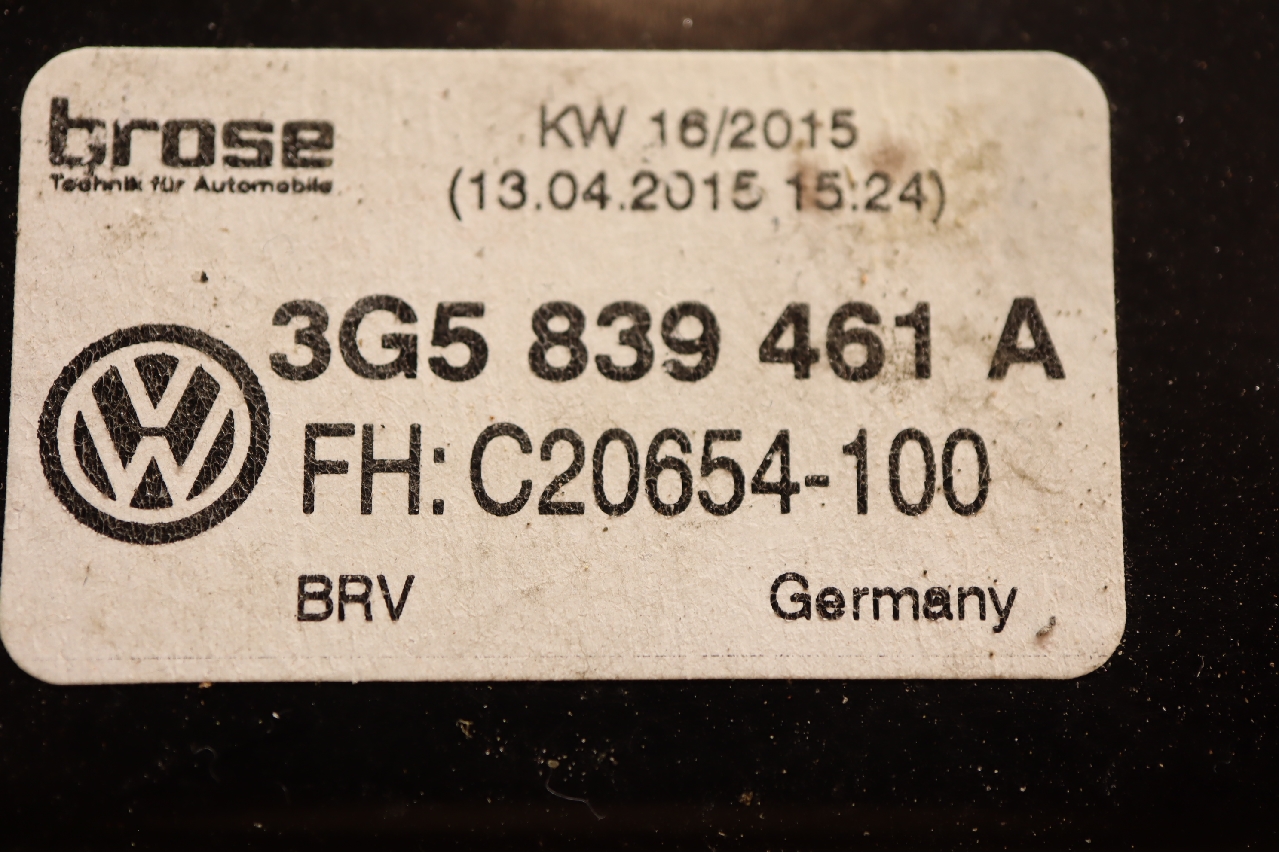 brose
Technik für Automobile
KW 16/2015
(13.04.2015 15:24)
3G5 839 461 A
FH: C20654-100
BRV
Germany